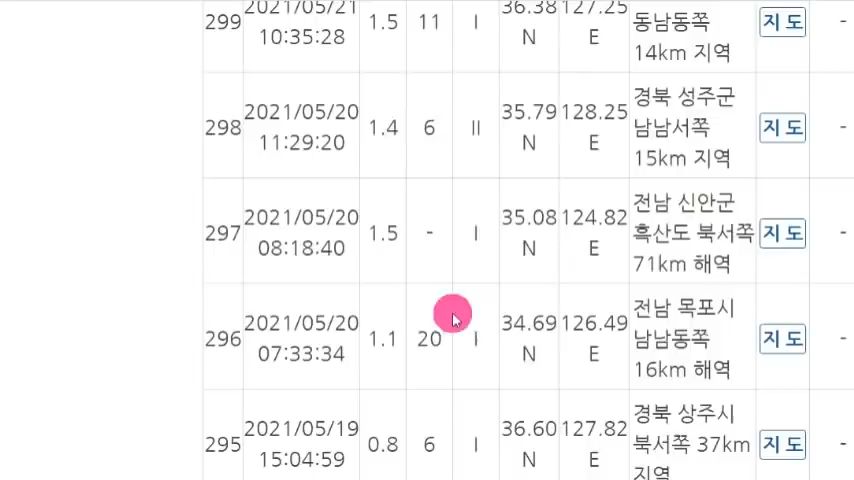 299 2021/05/21 10:35:28 1.5 11 I 36.38 N 127.25 E 동남동쪽 14km 지역 지 도 -
298 2021/05/20 11:29:20 1.4 6 II 35.79 N 128.25 E 경북 성주군 남남서쪽 15km 지역 지 도 -
297 2021/05/20 08:18:40 1.5 - I 35.08 N 124.82 E 전남 신안군 흑산도 북서쪽 71km 해역 지 도 -
296 2021/05/20 07:33:34 1.1 20 I 34.69 N 126.49 E 전남 목포시 남남동쪽 16km 해역 지 도 -
295 2021/05/19 15:04:59 0.8 6 I 36.60 N 127.82 E 경북 상주시 북서쪽 37km 지역 지 도 -